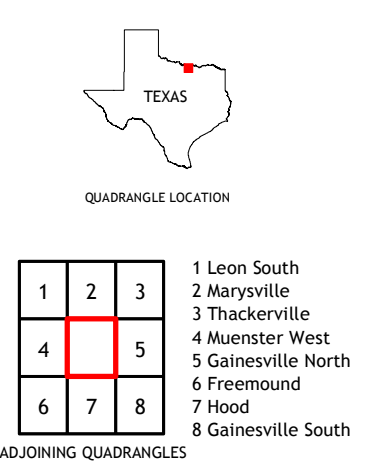 TEXAS
QUADRANGLE LOCATION
1 2 3
4 5
6 7 8
1 Leon South
2 Marysville
3 Thackerville
4 Muenster West
5 Gainesville North
6 Freemound
7 Hood
8 Gainesville South
ADJOINING QUADRANGLES